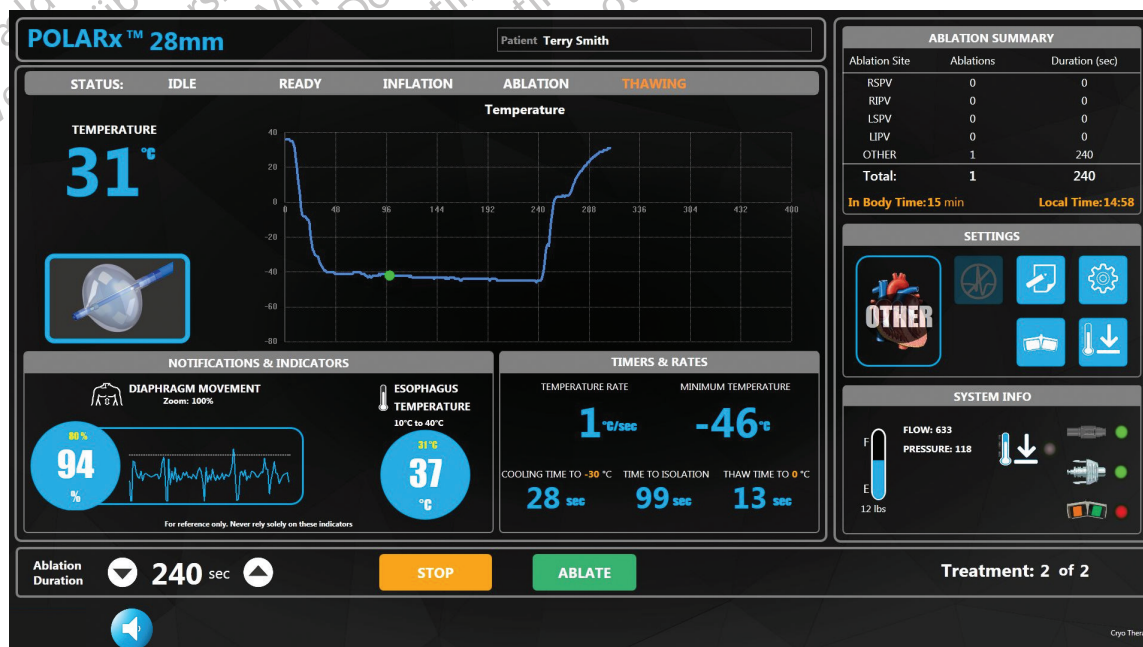 POLARx™ 28mm
Patient Terry Smith
STATUS: IDLE READY INFLATION ABLATION THAWING
TEMPERATURE
31 °C
Temperature
40
20
0
-20
-40
-60
-80
0 48 96 144 192 240 288 336 384 432 480
NOTIFICATIONS & INDICATORS
DIAPHRAGM MOVEMENT
Zoom: 100%
80 %
94
%
ESOPHAGUS
TEMPERATURE
10°C to 40°C
31 °C
37
°C
For reference only. Never rely solely on these indicators
TIMERS & RATES
TEMPERATURE RATE MINIMUM TEMPERATURE
1 °C/sec -46 °C
COOLING TIME TO -30 °C TIME TO ISOLATION THAW TIME TO 0 °C
28 sec 99 sec 13 sec
ABLATION SUMMARY
Ablation Site Ablations Duration (sec)
RSPV 0 0
RIPV 0 0
LSPV 0 0
LIPV 0 0
OTHER 1 240
Total: 1 240
In Body Time:15 min Local Time:14:58
SETTINGS
OTHER
SYSTEM INFO
F
E
12 lbs
FLOW: 633
PRESSURE: 118
Ablation
Duration
240 sec
STOP
ABLATE
Treatment: 2 of 2
Cryo Ther